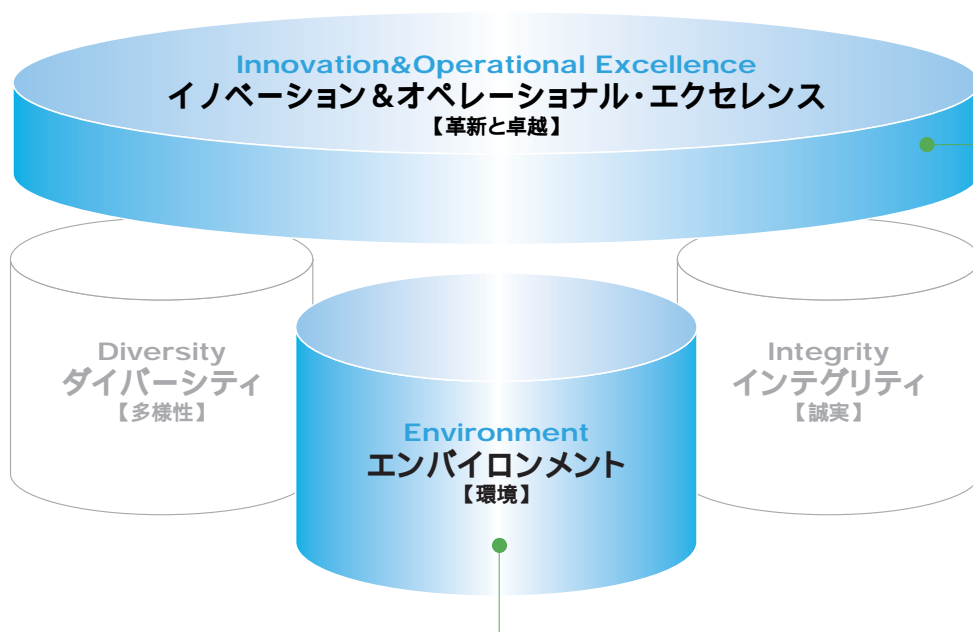 Innovation&Operational Excellence
イノベーション&オペレーショナル・エクセレンス
【革新と卓越】
Diversity
ダイバーシティ
【多様性】
Integrity
インテグリティ
【誠実】
Environment
エンバイロンメント
【環境】